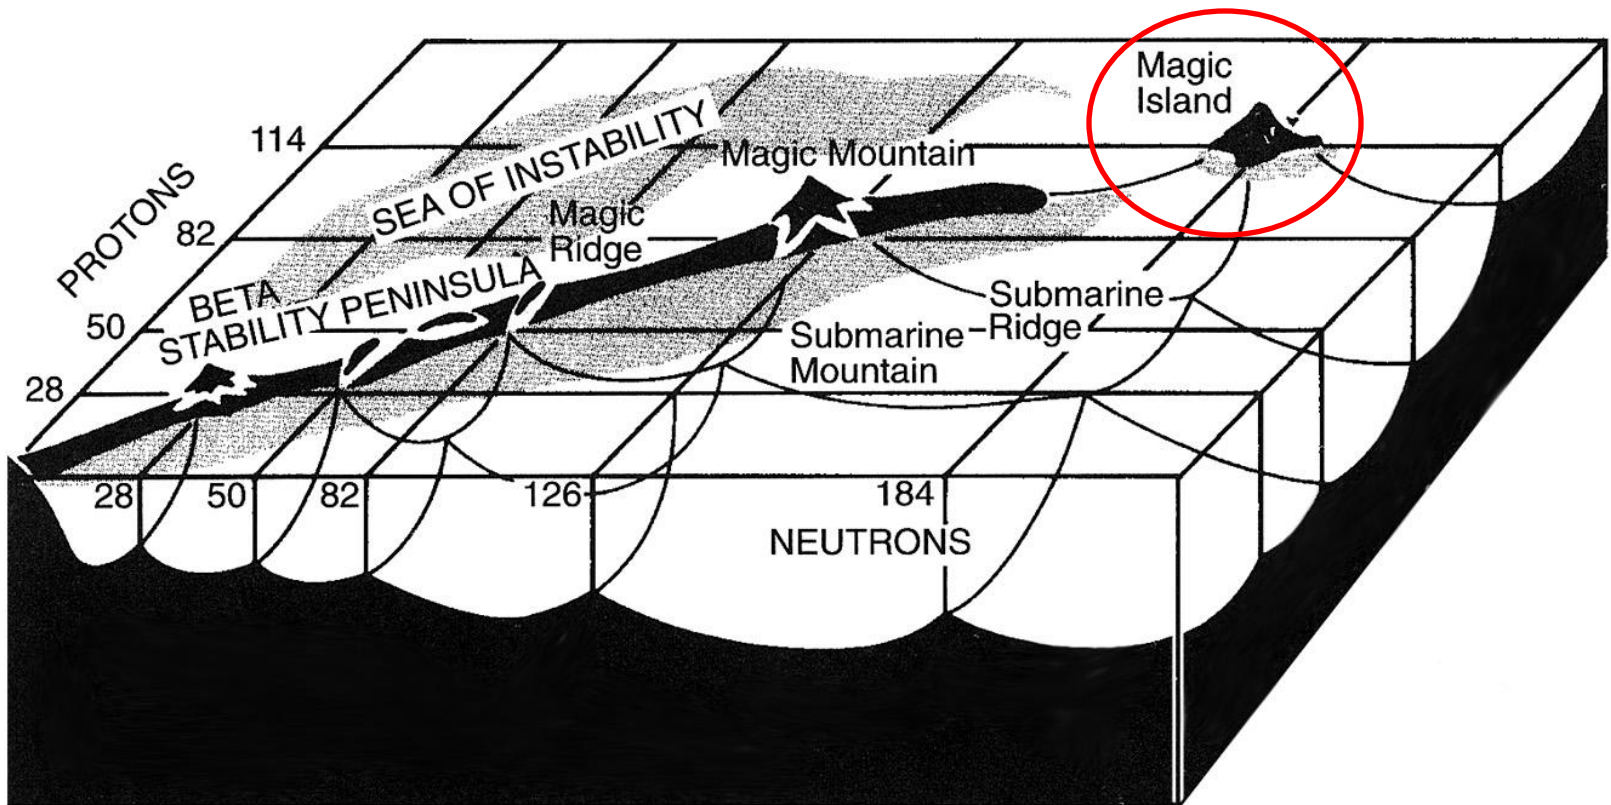 Magic
Island
114
SEA OF INSTABILITY
Magic Mountain
PROTONS
82
Magic
Ridge
BETA
STABILITY PENINSULA
50
Submarine
Ridge
Submarine
Mountain
28
28
50
82
126
184
NEUTRONS